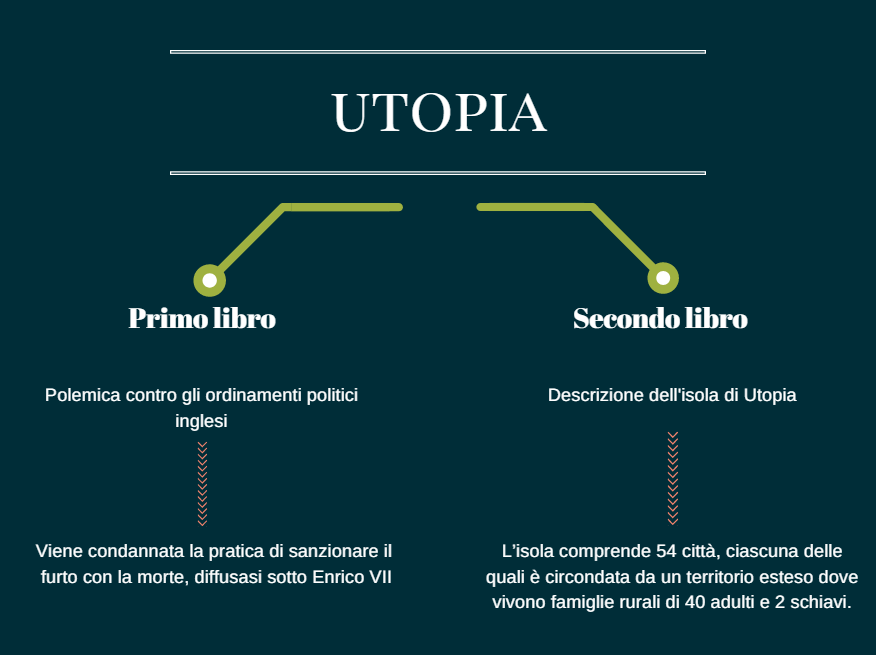 UTOPIA
Primo libro
Secondo libro
Polemica contro gli ordinamenti politici
inglesi
Descrizione dell'isola di Utopia
Viene condannata la pratica di sanzionare il
furto con la morte, diffusasi sotto Enrico VII
L'isola comprende 54 città, ciascuna delle
quali è circondata da un territorio esteso dove
vivono famiglie rurali di 40 adulti e 2 schiavi.